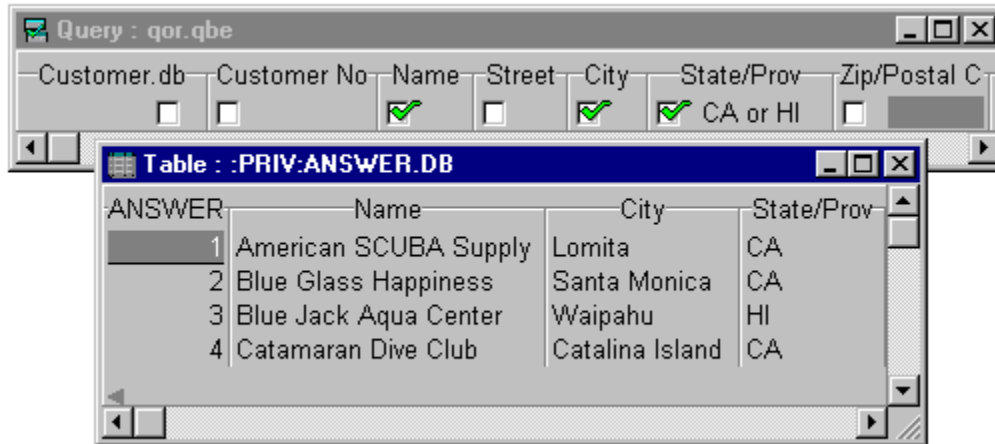 Query : qor.qbe
Customer.db Customer No Name Street City State/Prov Zip/Postal C
CA or HI
Table : :PRIV:ANSWER.DB
ANSWER Name City State/Prov
1 American SCUBA Supply Lomita CA
2 Blue Glass Happiness Santa Monica CA
3 Blue Jack Aqua Center Waipahu HI
4 Catamaran Dive Club Catalina Island CA